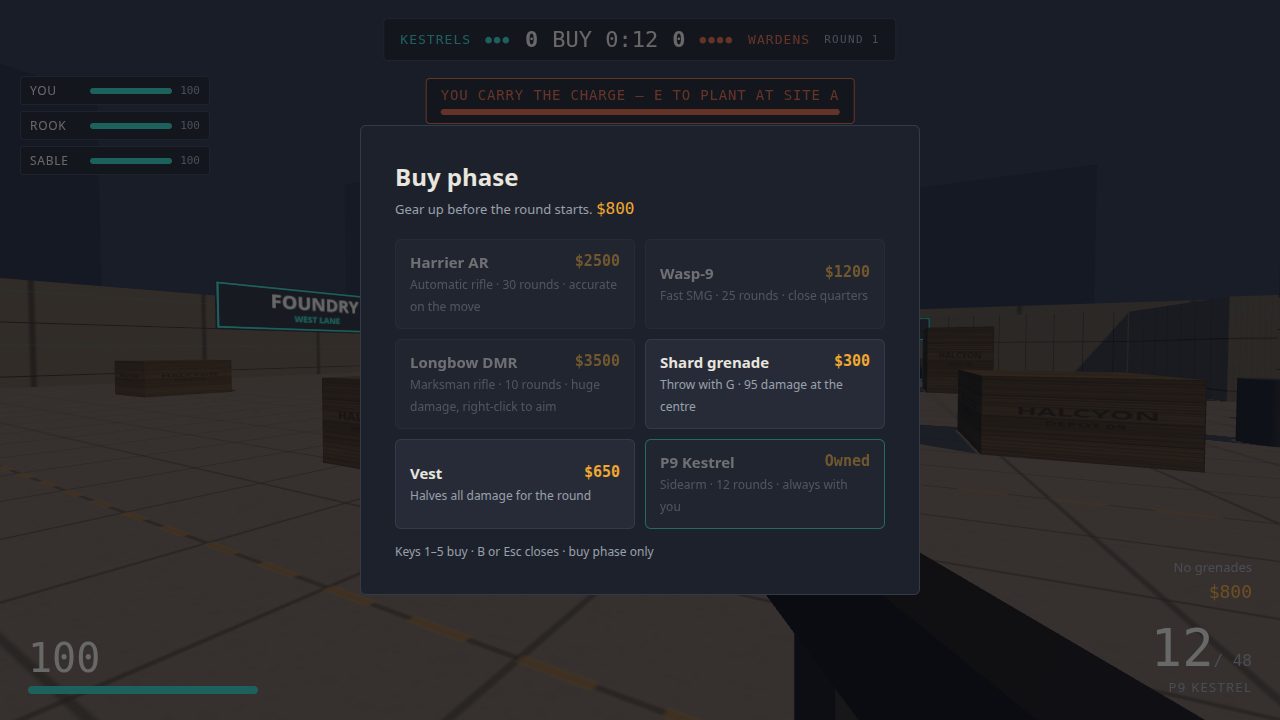 KESTRELS 0 BUY 0:12 0 WARDENS ROUND 1
YOU CARRY THE CHARGE — E TO PLANT AT SITE A
YOU 100
ROOK 100
SABLE 100
FOUNDRY
WEST LANE
Buy phase
Gear up before the round starts. $800
Harrier AR $2500
Automatic rifle · 30 rounds · accurate
on the move
Wasp-9 $1200
Fast SMG · 25 rounds · close quarters
Longbow DMR $3500
Marksman rifle · 10 rounds · huge
damage, right-click to aim
Shard grenade $300
Throw with G · 95 damage at the
centre
Vest $650
Halves all damage for the round
P9 Kestrel Owned
Sidearm · 12 rounds · always with
you
Keys 1–5 buy · B or Esc closes · buy phase only
HALCYON
HALCYON
HALCYON
No grenades
$800
100
12 / 48
P9 KESTREL